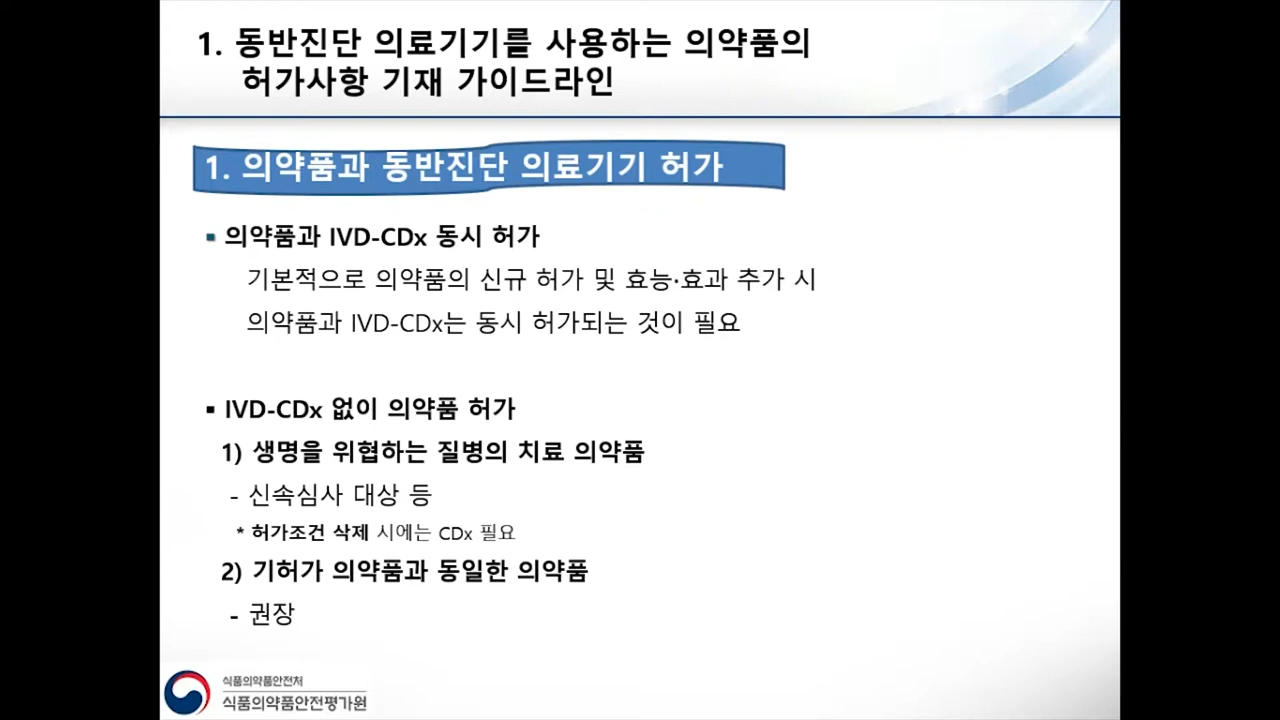 1. 동반진단 의료기기를 사용하는 의약품의
허가사항 기재 가이드라인
1. 의약품과 동반진단 의료기기 허가
▪ 의약품과 IVD-CDx 동시 허가
기본적으로 의약품의 신규 허가 및 효능·효과 추가 시
의약품과 IVD-CDx는 동시 허가되는 것이 필요
▪ IVD-CDx 없이 의약품 허가
1) 생명을 위협하는 질병의 치료 의약품
- 신속심사 대상 등
* 허가조건 삭제 시에는 CDx 필요
2) 기허가 의약품과 동일한 의약품
- 권장
식품의약품안전처
식품의약품안전평가원